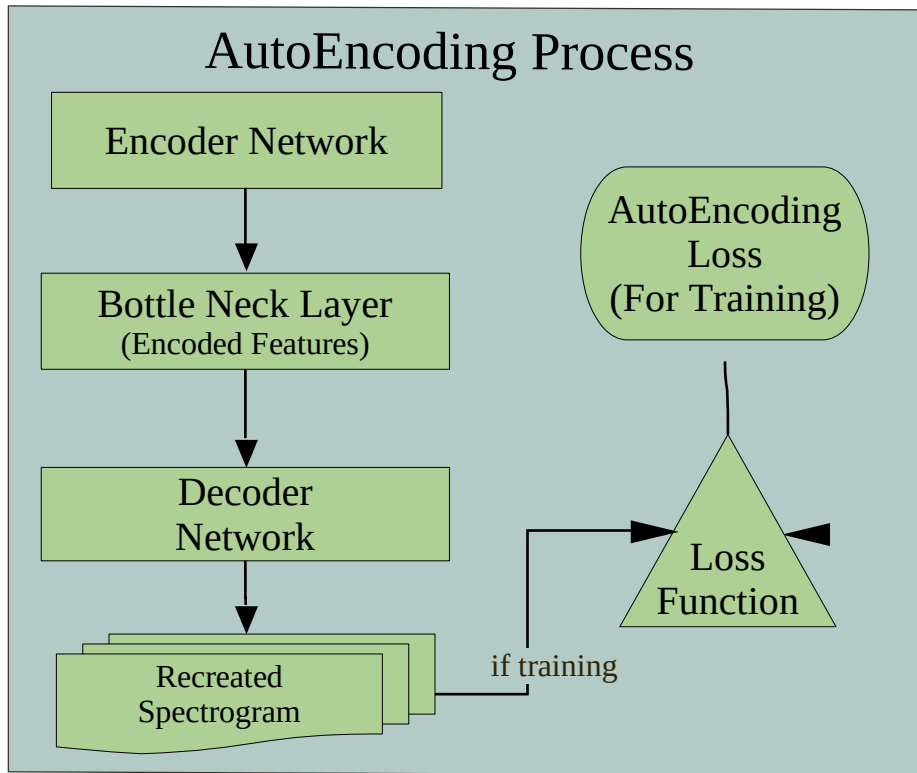 AutoEncoding Process
Encoder Network
Bottle Neck Layer
(Encoded Features)
Decoder
Network
Recreated
Spectrogram
if training
AutoEncoding
Loss
(For Training)
Loss
Function